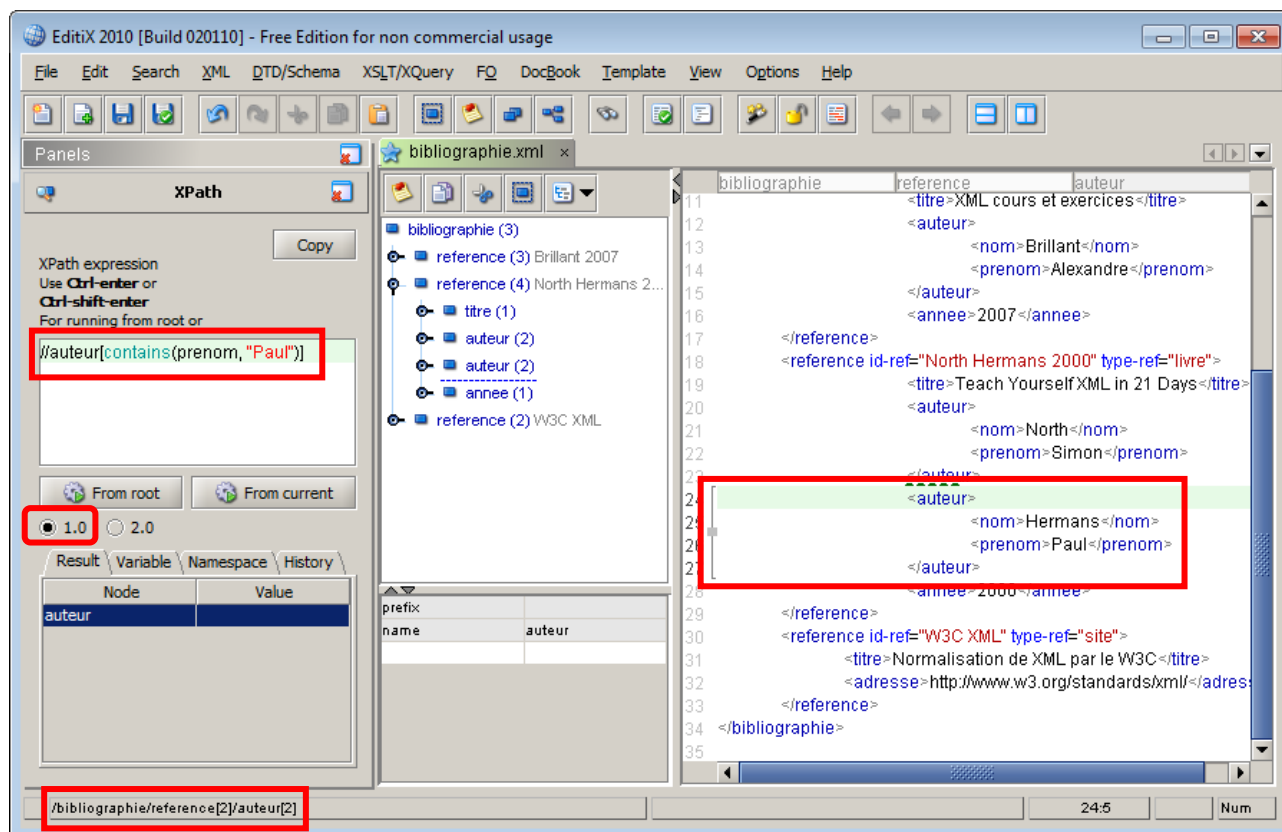 EditiX 2010 [Build 020110] - Free Edition for non commercial usage
File Edit Search XML DTD/Schema XSLT/XQuery FO DocBook Template View Options Help
Panels
XPath
Copy
XPath expression
Use Ctrl-enter or
Ctrl-shift-enter
For running from root or
//auteur[contains(prenom, "Paul")]
From root From current
1.0 2.0
Result Variable Namespace History
Node Value
auteur
bibliographie.xml ×
bibliographie (3)
reference (3) Brillant 2007
reference (4) North Hermans 2...
titre (1)
auteur (2)
auteur (2)
annee (1)
reference (2) W3C XML
prefix
name auteur
bibliographie reference auteur
11 <titre>XML cours et exercices</titre>
12 <auteur>
13 <nom>Brillant</nom>
14 <prenom>Alexandre</prenom>
15 </auteur>
16 <annee>2007</annee>
17 </reference>
18 <reference id-ref="North Hermans 2000" type-ref="livre">
19 <titre>Teach Yourself XML in 21 Days</titre>
20 <auteur>
21 <nom>North</nom>
22 <prenom>Simon</prenom>
23 </auteur>
24 <auteur>
25 <nom>Hermans</nom>
26 <prenom>Paul</prenom>
27 </auteur>
28 <annee>2000</annee>
29 </reference>
30 <reference id-ref="W3C XML" type-ref="site">
31 <titre>Normalisation de XML par le W3C</titre>
32 <adresse>http://www.w3.org/standards/xml/</adres
33 </reference>
34 </bibliographie>
35
/bibliographie/reference[2]/auteur[2] 24:5 Num